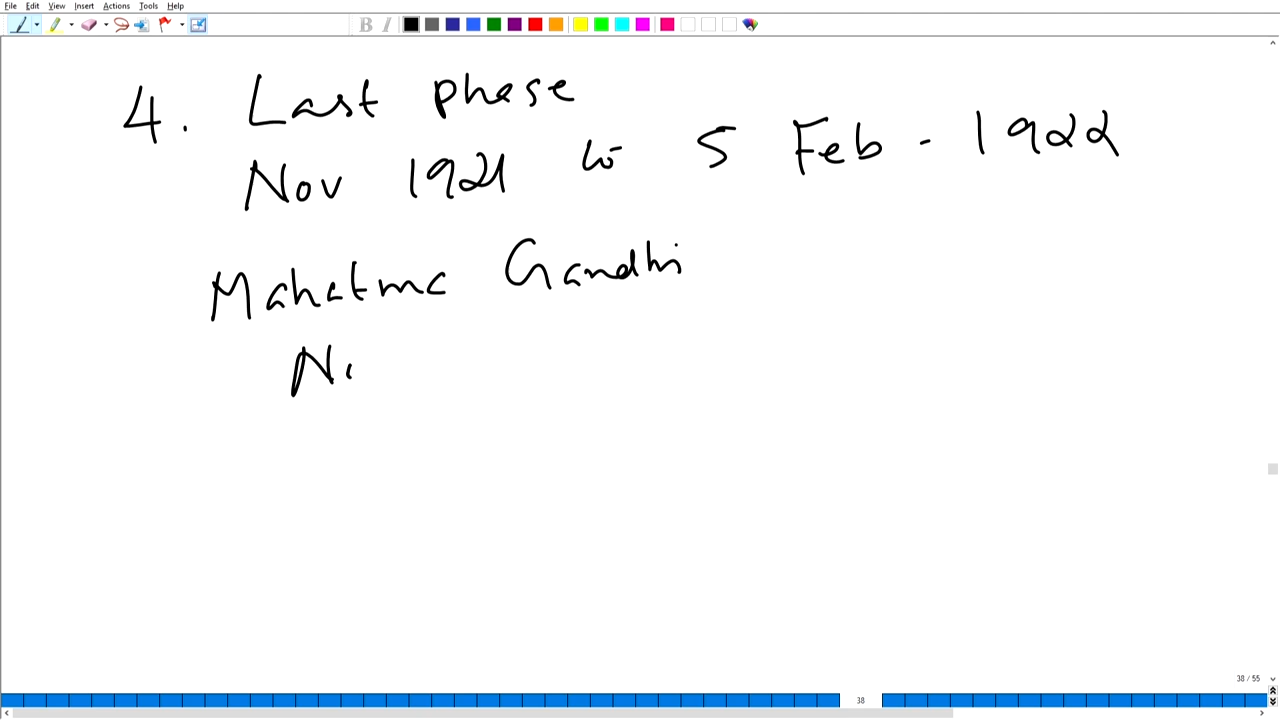 File Edit View Insert Actions Tools Help
B I
4. Last phase
Nov 1921 to 5 Feb - 1922
Mahatma Gandhi
No
38 / 55
38